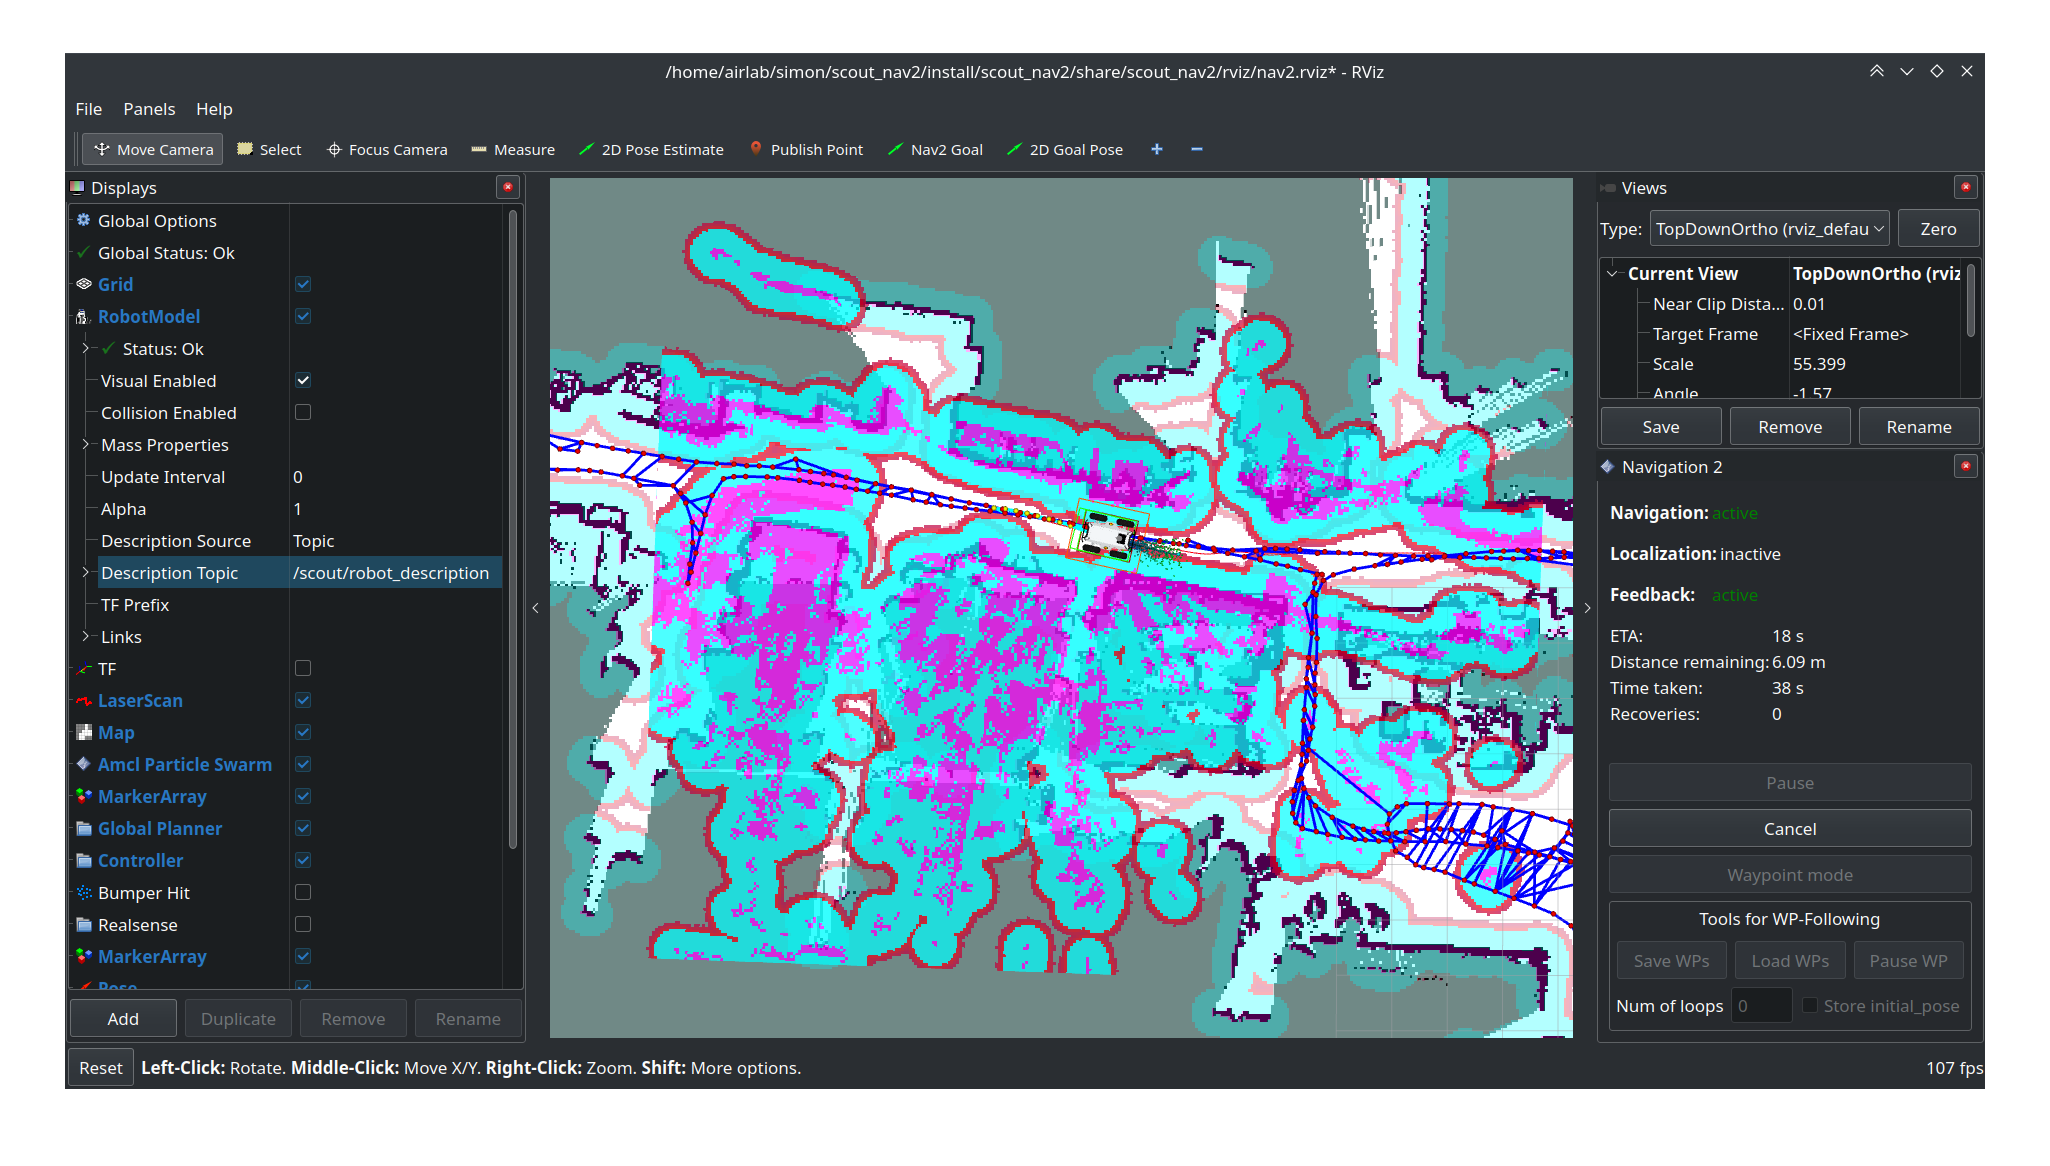 /home/airlab/simon/scout_nav2/install/scout_nav2/share/scout_nav2/rviz/nav2.rviz* - RViz
File Panels Help
Move Camera Select Focus Camera Measure 2D Pose Estimate Publish Point Nav2 Goal 2D Goal Pose
Displays
Global Options
Global Status: Ok
Grid
RobotModel
Status: Ok
Visual Enabled
Collision Enabled
Mass Properties
Update Interval 0
Alpha 1
Description Source Topic
Description Topic /scout/robot_description
TF Prefix
Links
TF
LaserScan
Map
Amcl Particle Swarm
MarkerArray
Global Planner
Controller
Bumper Hit
Realsense
MarkerArray
Pose
Add Duplicate Remove Rename
Views
Type: TopDownOrtho (rviz_defau Zero
Current View TopDownOrtho (rviz
Near Clip Dista... 0.01
Target Frame <Fixed Frame>
Scale 55.399
Angle -1.57
Save Remove Rename
Navigation 2
Navigation: active
Localization: inactive
Feedback: active
ETA: 18 s
Distance remaining: 6.09 m
Time taken: 38 s
Recoveries: 0
Pause
Cancel
Waypoint mode
Tools for WP-Following
Save WPs Load WPs Pause WP
Num of loops 0 Store initial_pose
Reset Left-Click: Rotate. Middle-Click: Move X/Y. Right-Click: Zoom. Shift: More options. 107 fps